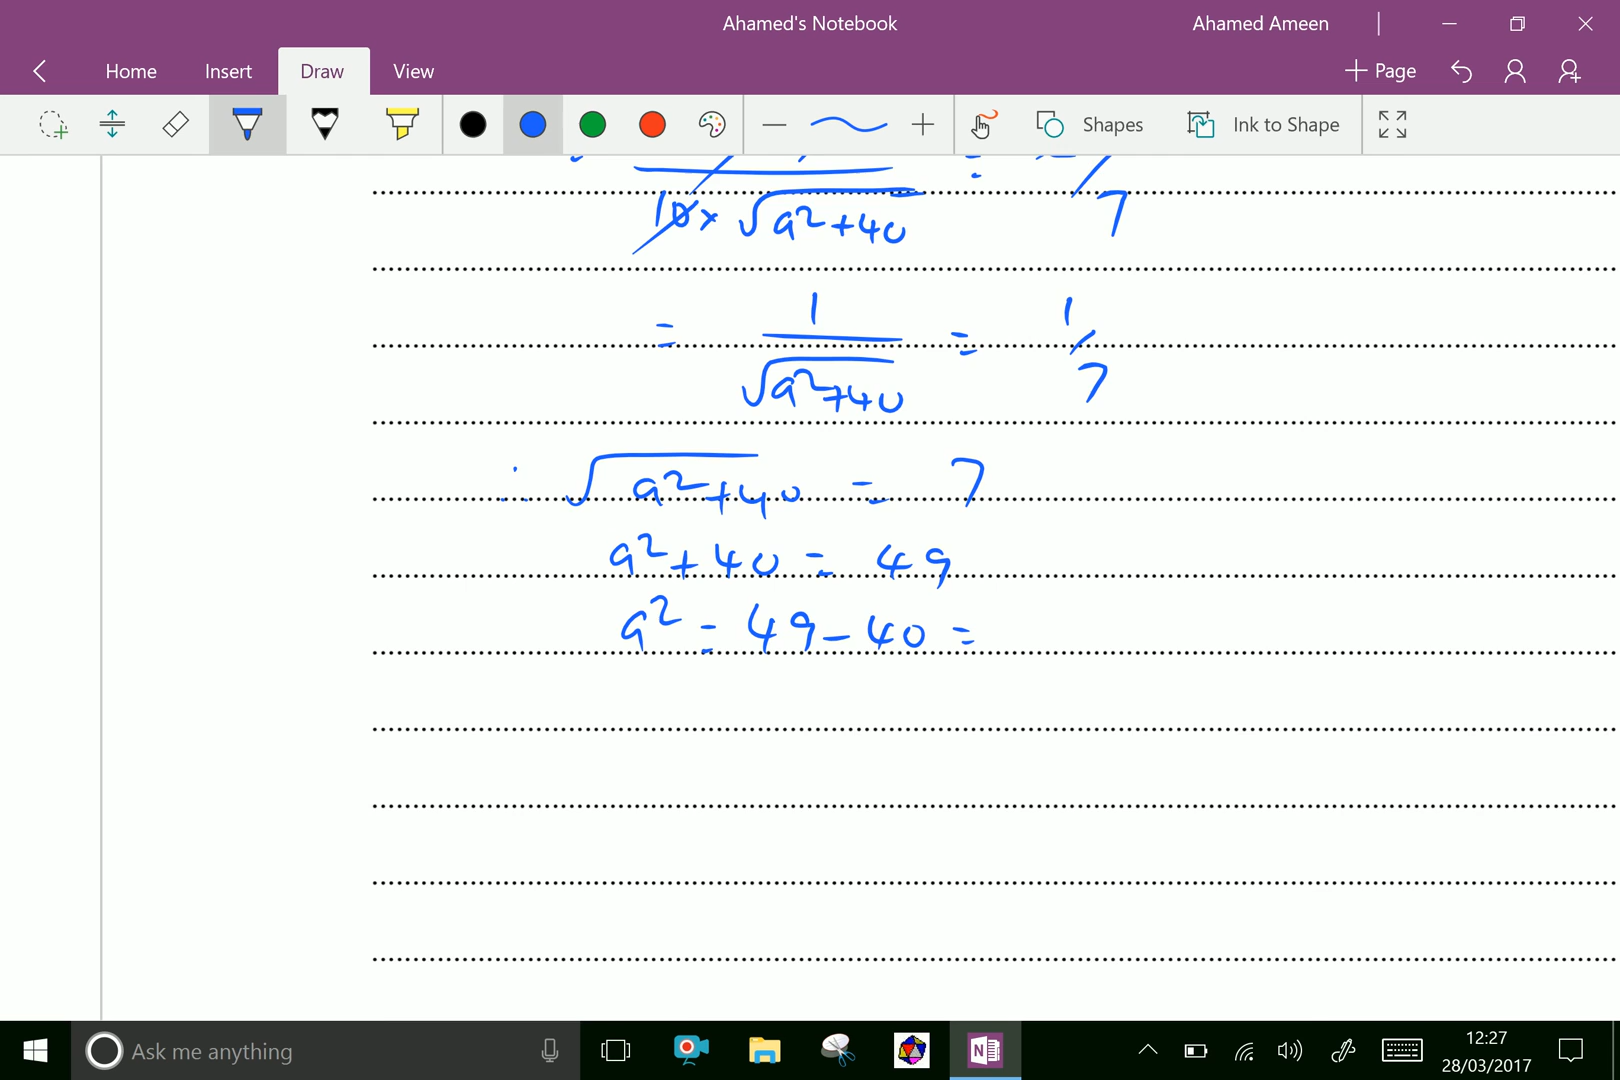 Ahamed's Notebook
Ahamed Ameen
Home Insert Draw View
Page
Shapes
Ink to Shape
10× √(a²+40) 7
= 1/√(a²+40) = 1/7
∴ √(a²+40) = 7
a²+40 = 49
a² = 49-40 =
Ask me anything
12:27
28/03/2017